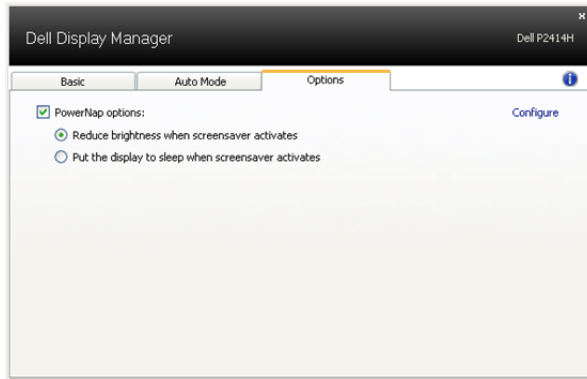 Dell Display Manager
Dell P2414H
Basic
Auto Mode
Options
PowerNap options:
Configure
Reduce brightness when screensaver activates
Put the display to sleep when screensaver activates